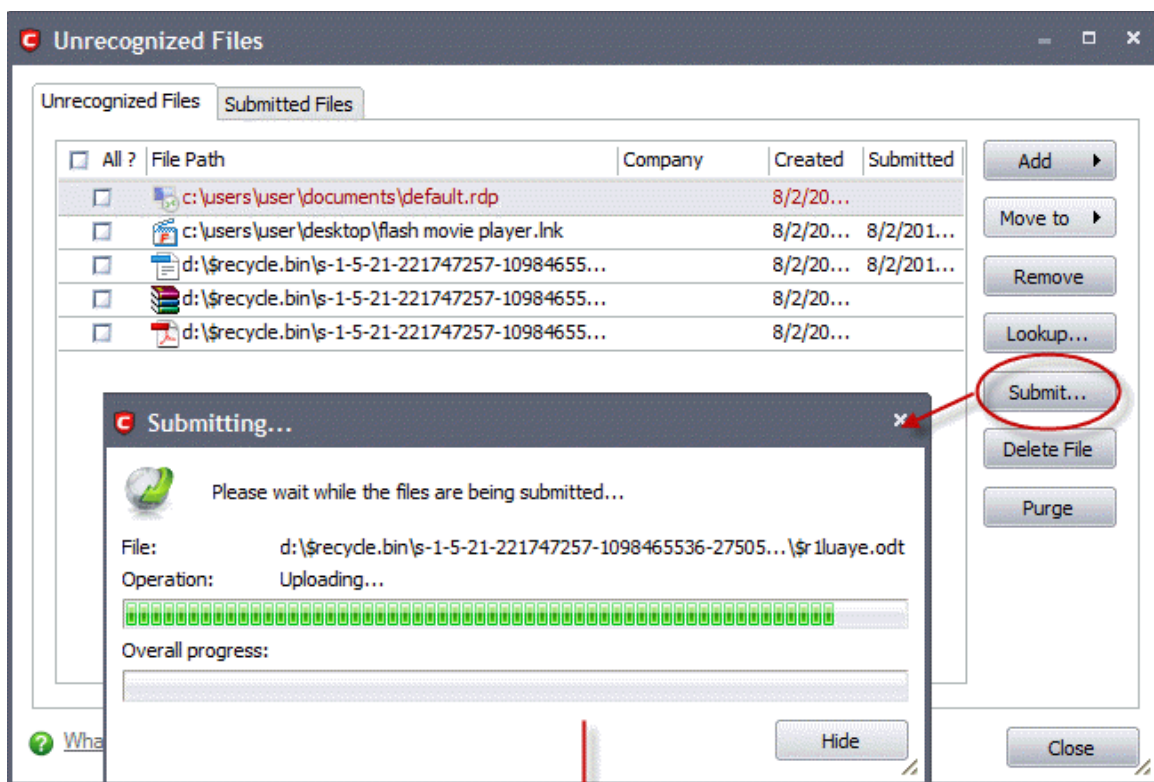 Unrecognized Files
Unrecognized Files Submitted Files
All ? File Path Company Created Submitted
c:\users\user\documents\default.rdp 8/2/20...
c:\users\user\desktop\flash movie player.lnk 8/2/20... 8/2/201...
d:\$recycle.bin\s-1-5-21-221747257-10984655... 8/2/20... 8/2/201...
d:\$recycle.bin\s-1-5-21-221747257-10984655... 8/2/20...
d:\$recycle.bin\s-1-5-21-221747257-10984655... 8/2/20...
Add
Move to
Remove
Lookup...
Submit...
Delete File
Purge
Submitting...
Please wait while the files are being submitted...
File: d:\$recycle.bin\s-1-5-21-221747257-1098465536-27505...\$r1luaye.odt
Operation: Uploading...
Overall progress:
Hide
Wha
Close